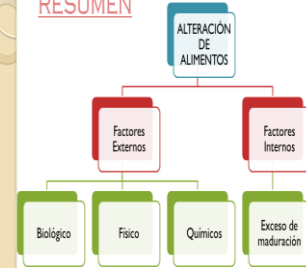 RESUMEN
ALTERACIÓN
DE
ALIMENTOS
Factores
Externos
Factores
Internos
Biológico
Físico
Químicos
Exceso de
maduración